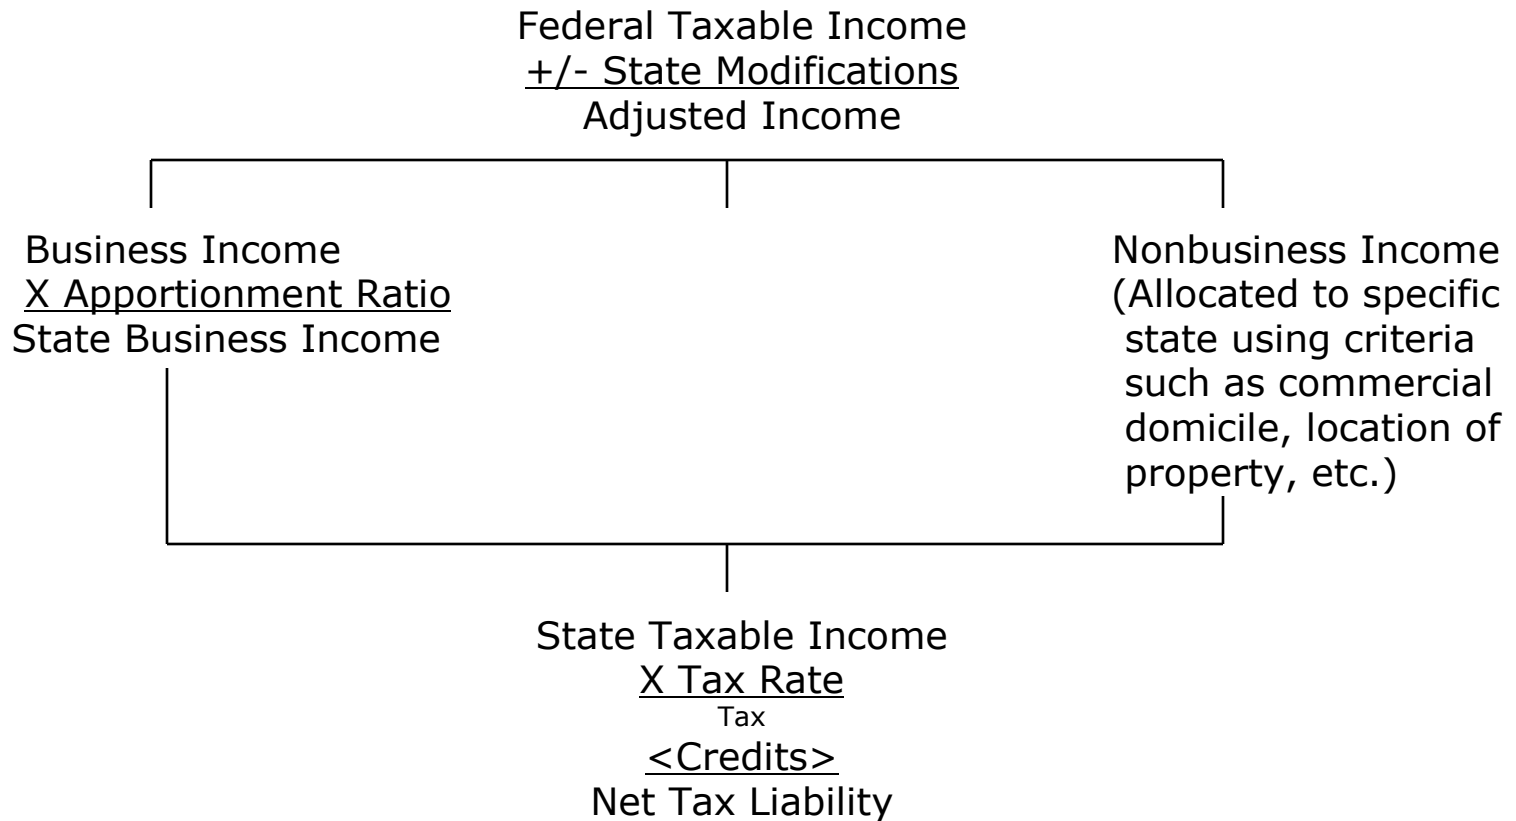 Federal Taxable Income
+/- State Modifications
Adjusted Income
Business Income
X Apportionment Ratio
State Business Income
Nonbusiness Income
(Allocated to specific
state using criteria
such as commercial
domicile, location of
property, etc.)
State Taxable Income
X Tax Rate
Tax
<Credits>
Net Tax Liability